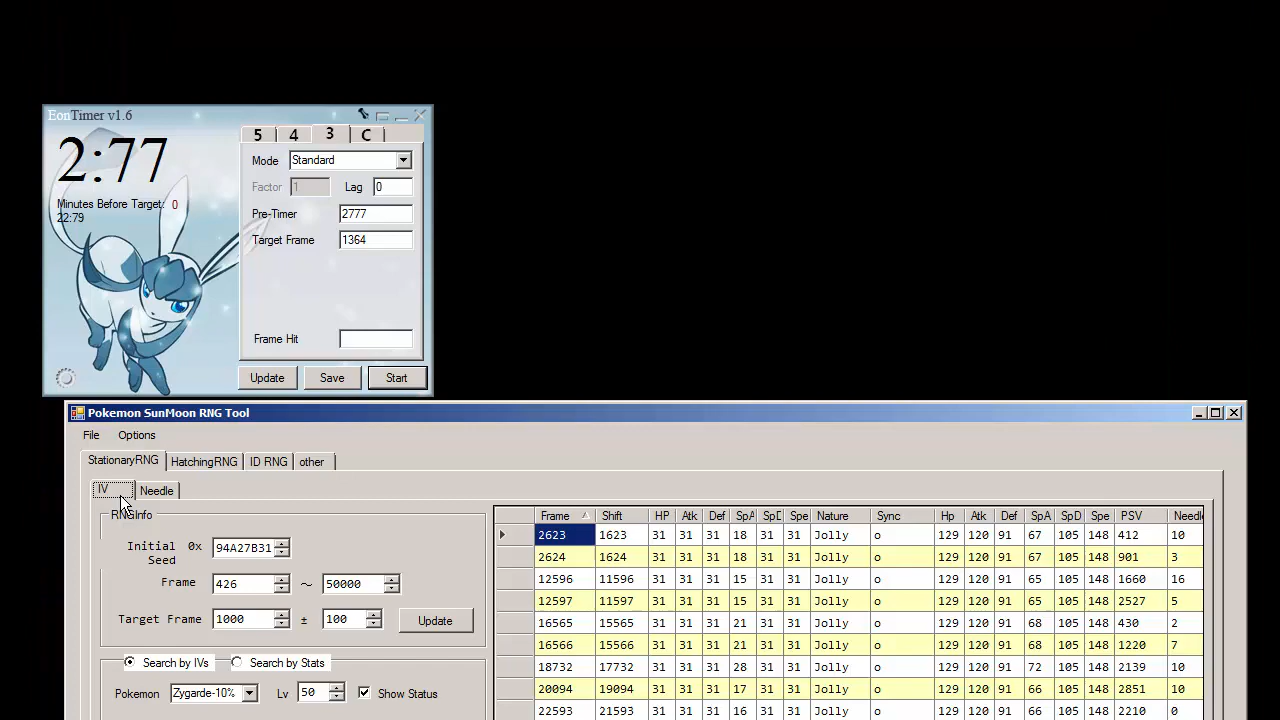 EonTimer v1.6
2:77
Minutes Before Target: 0
22:79
5 4 3 C
Mode Standard
Factor 1 Lag 0
Pre-Timer 2777
Target Frame 1364
Frame Hit
Update Save Start
Pokemon SunMoon RNG Tool
File Options
StationaryRNG HatchingRNG ID RNG other
IV Needle
RNGInfo
Initial Seed 0x 94A27B31
Frame 426 ~ 50000
Target Frame 1000 ± 100 Update
Search by IVs Search by Stats
Pokemon Zygarde-10% Lv 50 Show Status
Frame Shift HP Atk Def SpA SpD Spe Nature Sync Hp Atk Def SpA SpD Spe PSV Needl
2623 1623 31 31 31 18 31 31 Jolly o 129 120 91 67 105 148 412 10
2624 1624 31 31 31 18 31 31 Jolly o 129 120 91 67 105 148 901 3
12596 11596 31 31 31 15 31 31 Jolly o 129 120 91 65 105 148 1660 16
12597 11597 31 31 31 15 31 31 Jolly o 129 120 91 65 105 148 2527 5
16565 15565 31 31 31 21 31 31 Jolly o 129 120 91 68 105 148 430 2
16566 15566 31 31 31 21 31 31 Jolly o 129 120 91 68 105 148 1220 7
18732 17732 31 31 31 28 31 31 Jolly o 129 120 91 72 105 148 2139 10
20094 19094 31 31 31 17 31 31 Jolly o 129 120 91 66 105 148 2851 10
22593 21593 31 31 31 16 31 31 Jolly o 129 120 91 66 105 148 2210 0